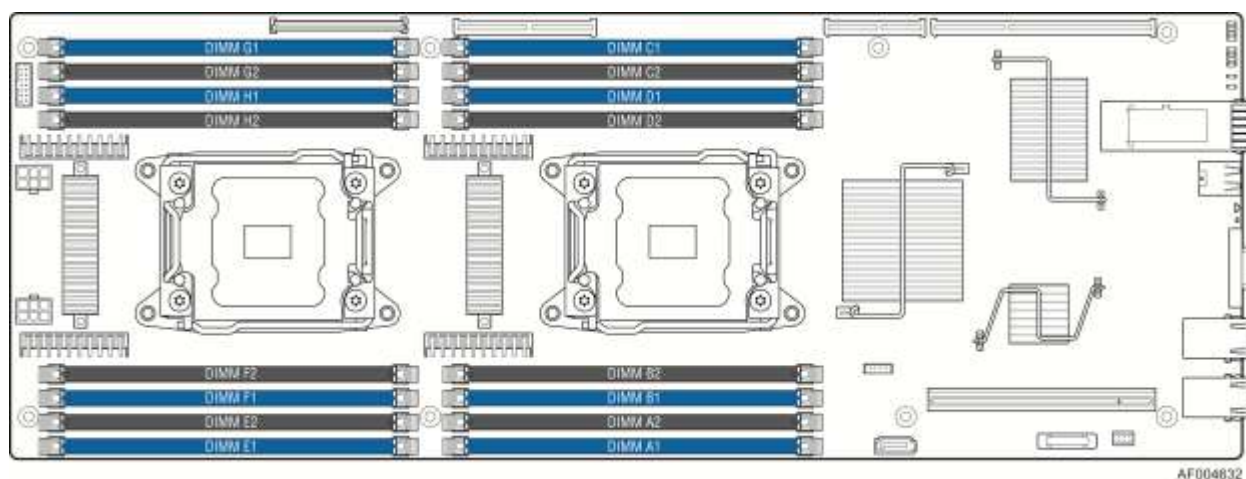 DIMM G1
DIMM C1
DIMM G2
DIMM C2
DIMM H1
DIMM D1
DIMM H2
DIMM D2
DIMM F2
DIMM B2
DIMM F1
DIMM B1
DIMM E2
DIMM A2
DIMM E1
DIMM A1
AF004632